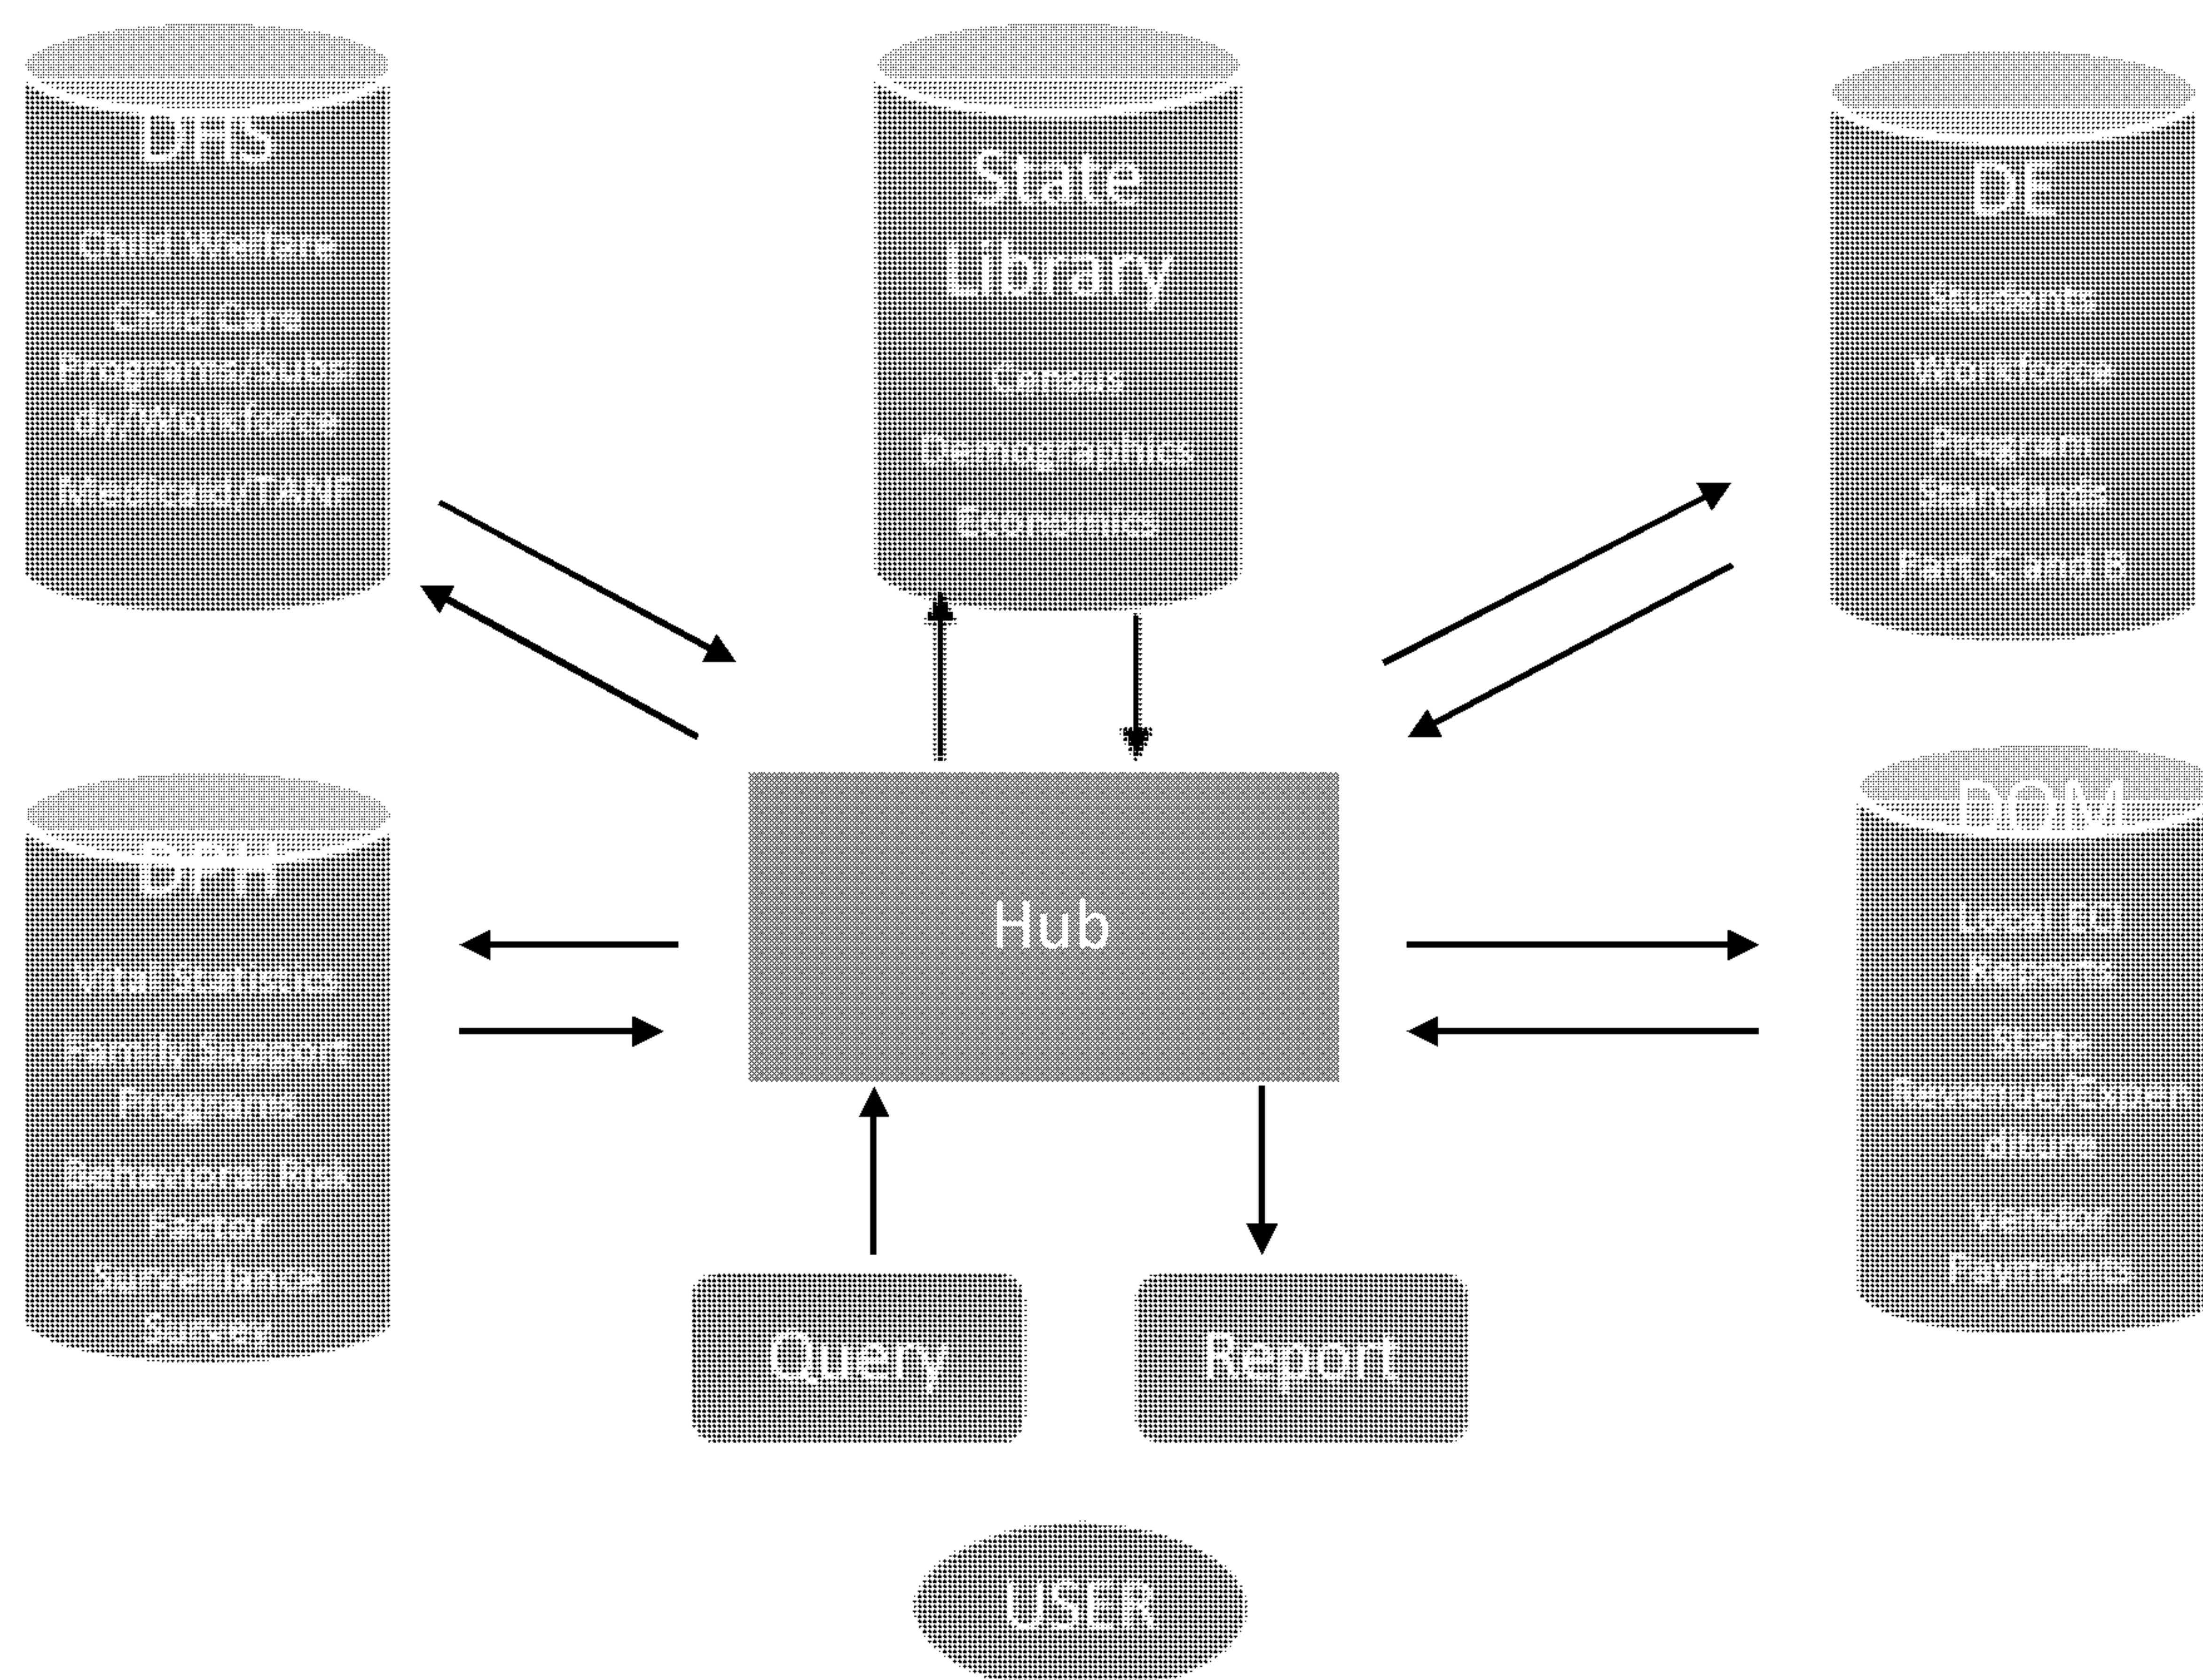 DHS
Child Welfare
Child Care
Programs/Subsi
dy/Workforce
Medicaid/TANF
State
Library
Census
Demographics
Economics
DE
Students
Workforce
Program
Standards
Part C and B
DPH
Vital Statistics
Family Support
Programs
Behavioral Risk
Factor
Surveillance
Survey
Hub
DOM
Local ECI
Reports
State
Revenue/Expen
diture
Vendor
Payments
Query
Report
USER